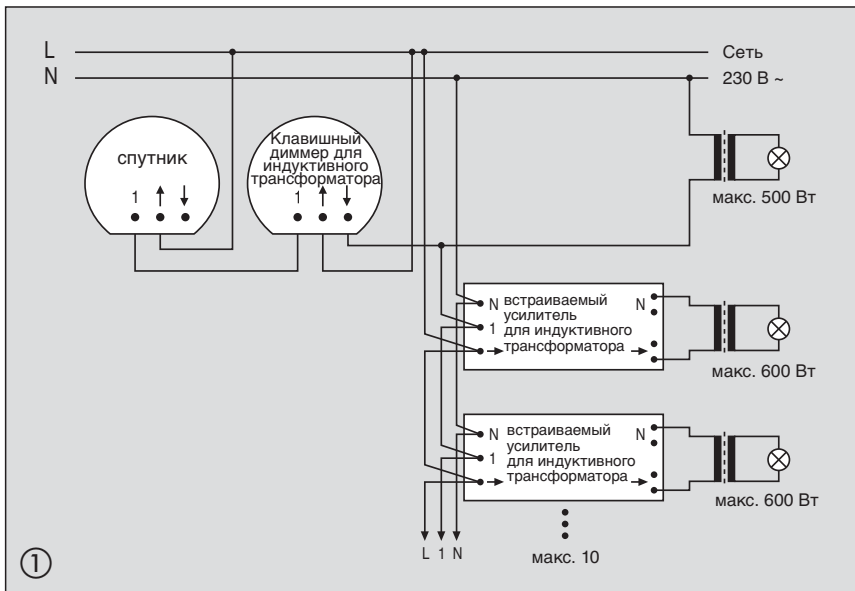 L
Сеть
N
230 В ~
спутник
1
Клавишный
диммер для
индуктивного
трансформатора
1
макс. 500 Вт
N встраиваемый N
усилитель
1 для индуктивного
трансформатора
макс. 600 Вт
N встраиваемый N
усилитель
1 для индуктивного
трансформатора
макс. 600 Вт
L 1 N
макс. 10
1